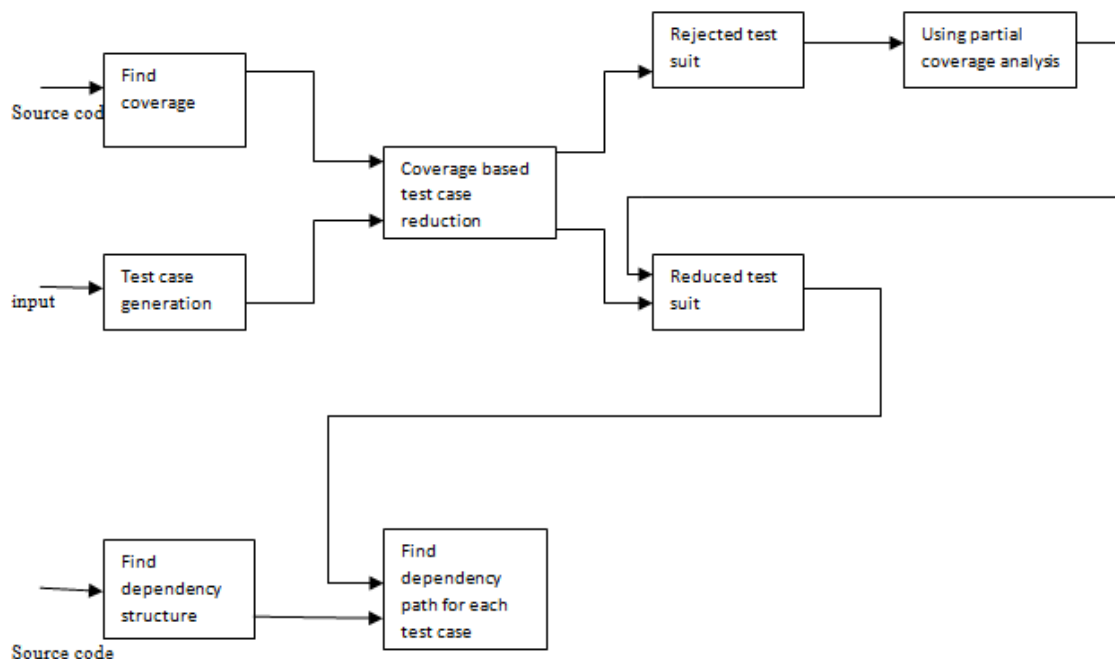 Rejected test
suit
Using partial
coverage analysis
Find
coverage
Source cod
Coverage based
test case
reduction
Test case
generation
input
Reduced test
suit
Find
dependency
structure
Find
dependency
path for each
test case
Source code